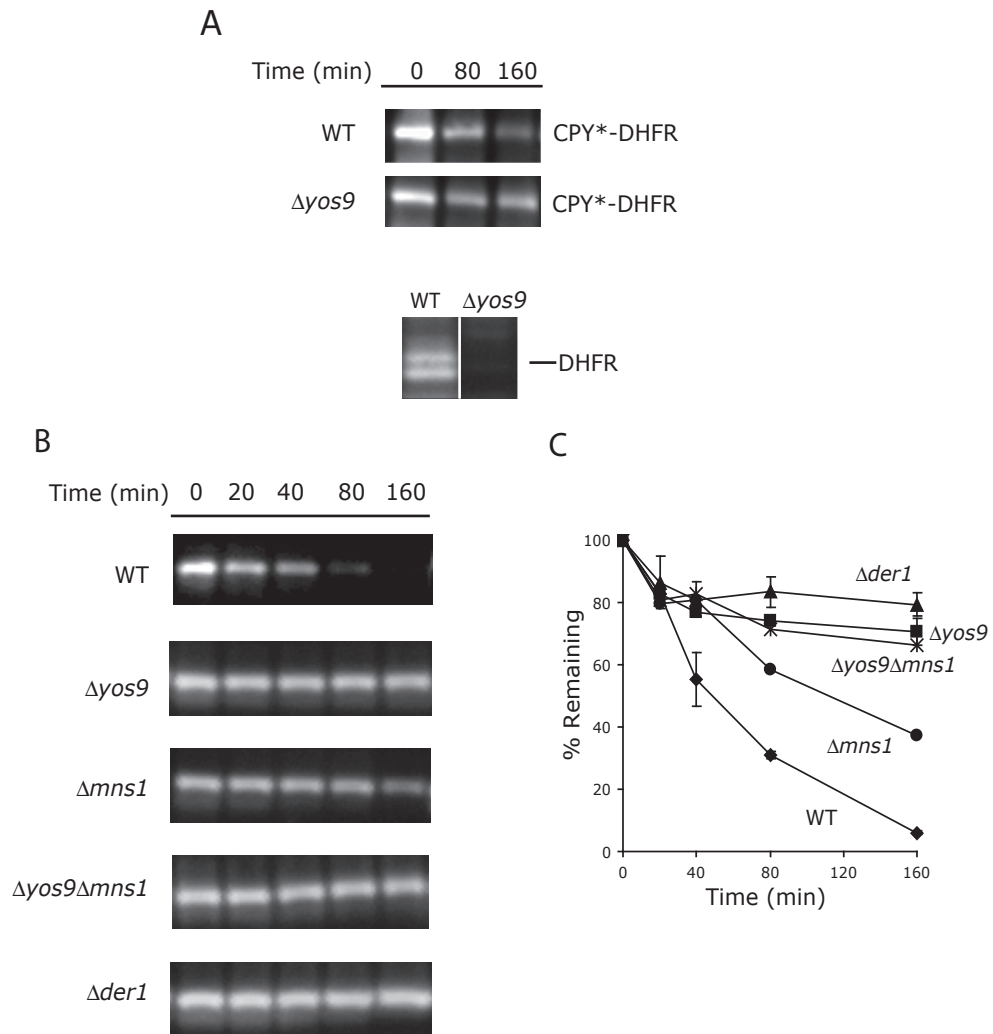 A
Time (min) 0 80 160
WT CPY*-DHFR
Δyos9 CPY*-DHFR
WT Δyos9
DHFR
B
Time (min) 0 20 40 80 160
WT
Δyos9
Δmns1
Δyos9Δmns1
Δder1
C
100
80
60
40
20
0
% Remaining
Δder1
Δyos9
Δyos9Δmns1
Δmns1
WT
0 40 80 120 160
Time (min)